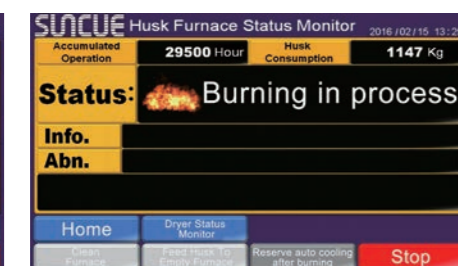 SUNCUE Husk Furnace Status Monitor 2016/02/15 13:2
Accumulated Operation 29500 Hour Husk Consumption 1147 Kg
Status: Burning in process
Info.
Abn.
Home Dryer Status Monitor
Clean Furnace Feed Husk To Empty Furnace Reserve auto cooling after burning Stop